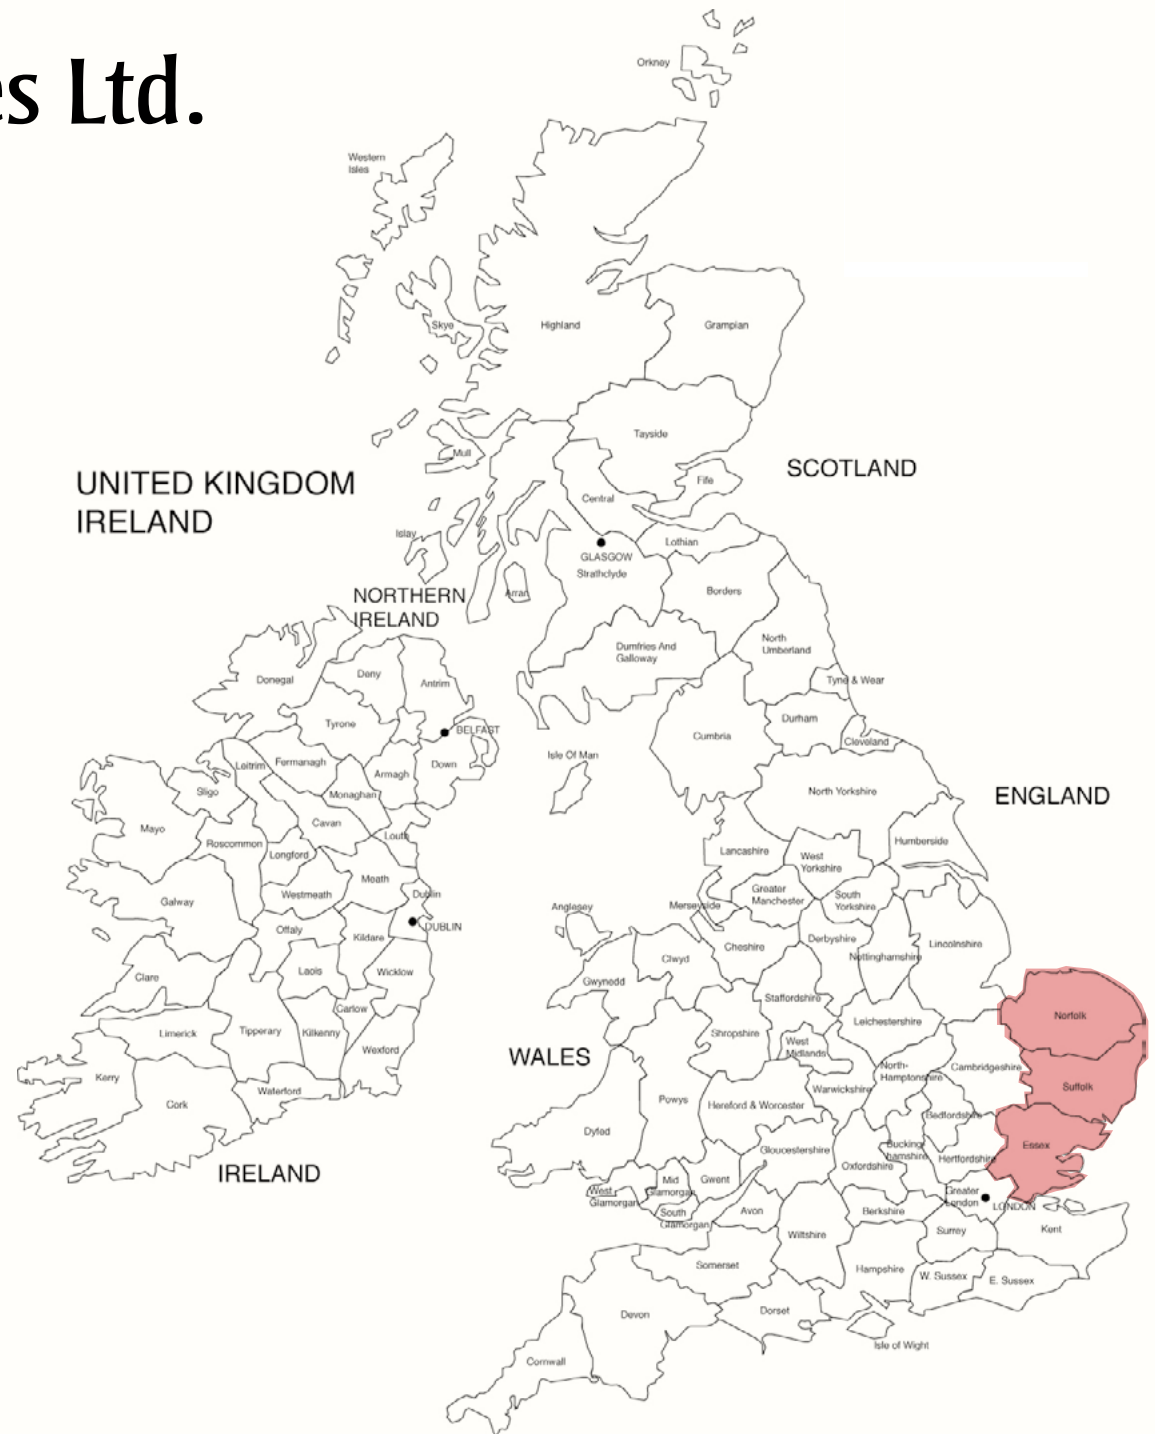 es Ltd.
Orkney
Western
Isles
Skye
Highland
Grampian
Tayside
Mull
UNITED KINGDOM
IRELAND
SCOTLAND
Fife
Central
Islay
Lothian
GLASGOW
Strathclyde
Arran
Borders
NORTHERN
IRELAND
Dumfries And
Galloway
North
Umberland
Tyne & Wear
Donegal
Deny
Antrim
Tyrone
BELFAST
Durham
Cumbria
Cleveland
Isle Of Man
Leitrim
Fermanagh
Armagh
Down
Sligo
Monaghan
North Yorkshire
ENGLAND
Mayo
Cavan
Louth
Roscommon
Longford
Lancashire
West
Yorkshire
Humberside
Meath
Westmeath
Dublin
Greater
Manchester
South
Yorkshire
Galway
Anglesey
Merseyside
DUBLIN
Offaly
Kildare
Cheshire
Derbyshire
Nottinghamshire
Lincolnshire
Clwyd
Clare
Laois
Wicklow
Gwynedd
Staffordshire
Carlow
Norfolk
Leichestershire
Limerick
Tipperary
Kilkenny
Shropshire
West
Midlands
Wexford
WALES
North-
Hamptonshire
Cambridgeshire
Kerry
Waterford
Suffolk
Warwickshire
Cork
Powys
Hereford & Worcester
Bedfordshire
Dyfed
Essex
Gloucestershire
Bucking
hamshire
Hertfordshire
Oxfordshire
IRELAND
Mid
Glamorgan
Gwent
West
Glamorgan
Greater
London
LONDON
South
Glamorgan
Avon
Berkshire
Wiltshire
Surrey
Kent
Somerset
Hampshire
W. Sussex
E. Sussex
Devon
Dorset
Isle of Wight
Cornwall